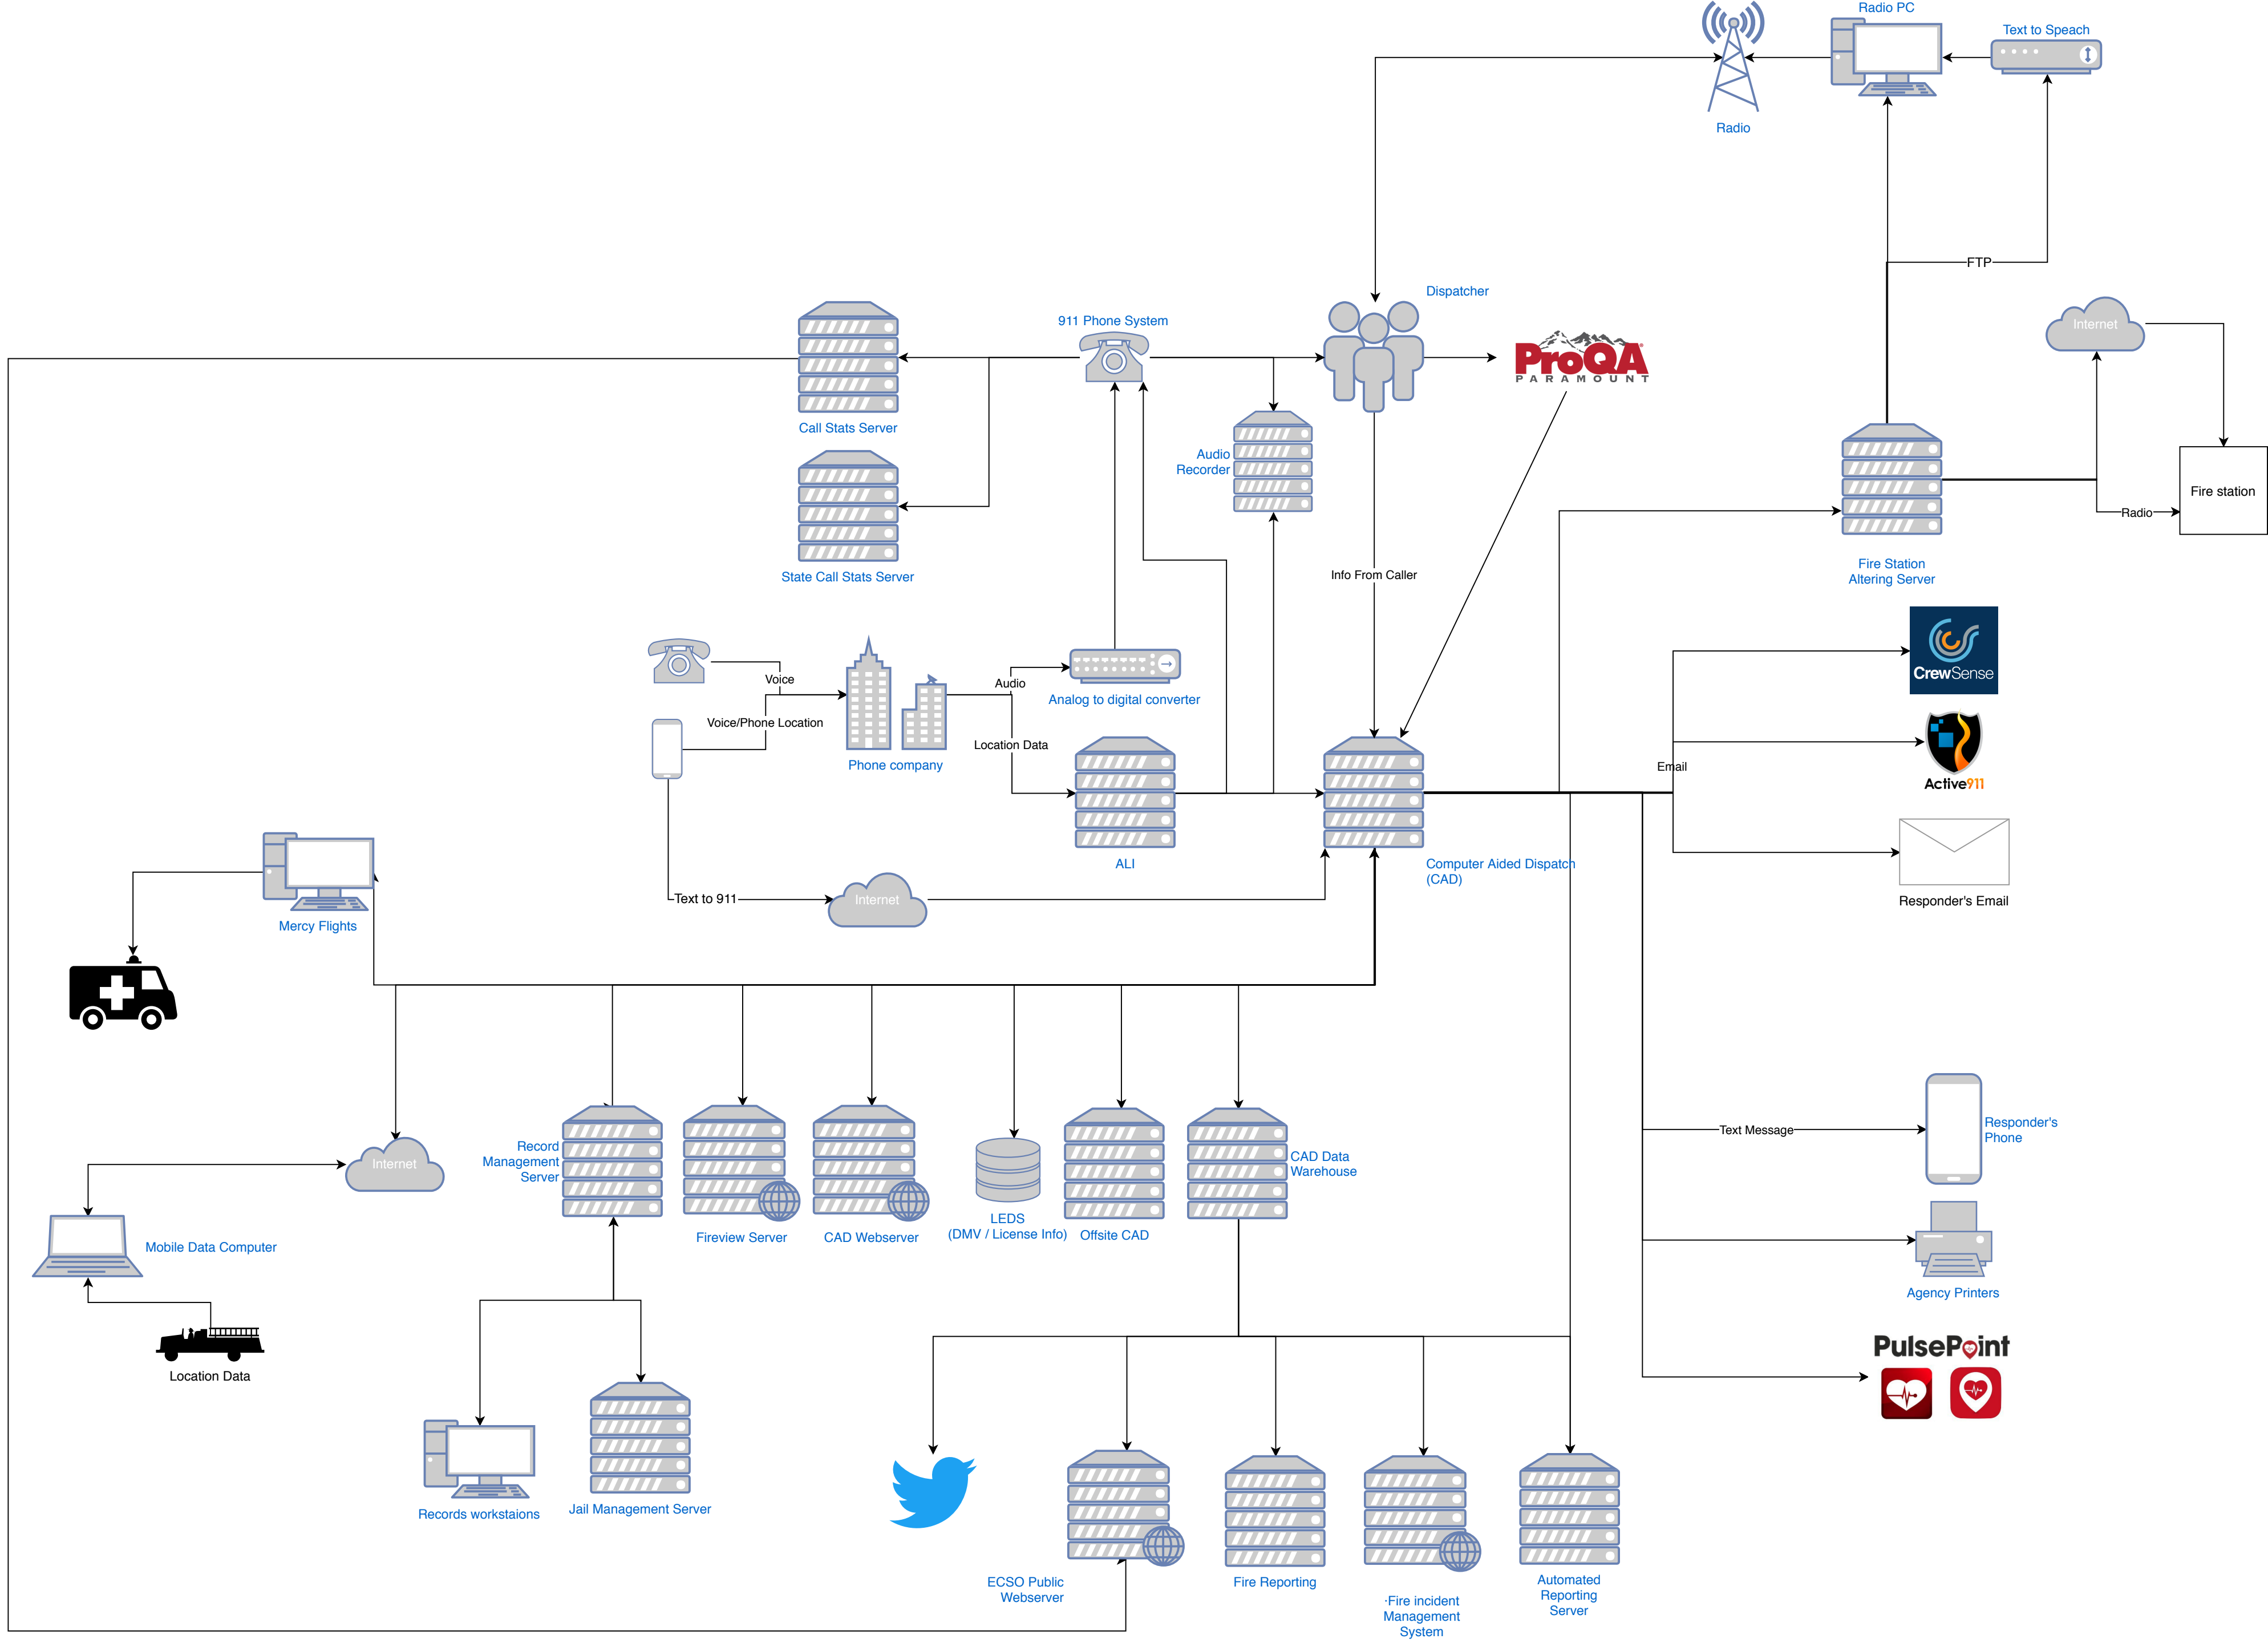 Radio PC
Text to Speach
Radio
FTP
Dispatcher
911 Phone System
Internet
ProQA
PARAMOUNT
Call Stats Server
Audio
Recorder
Fire station
Radio
State Call Stats Server
Info From Caller
Fire Station
Altering Server
CrewSense
Voice
Audio
Analog to digital converter
Voice/Phone Location
Location Data
Phone company
Email
Active911
ALI
Computer Aided Dispatch
(CAD)
Text to 911
Internet
Responder's Email
Mercy Flights
Text Message
Responder's
Phone
Record
Management
Server
Internet
CAD Data
Warehouse
LEDS
(DMV / License Info)
Offsite CAD
Fireview Server
CAD Webserver
Mobile Data Computer
Agency Printers
PulsePoint
Location Data
Records workstaions
Jail Management Server
ECSO Public
Webserver
Fire Reporting
·Fire incident
Management
System
Automated
Reporting
Server